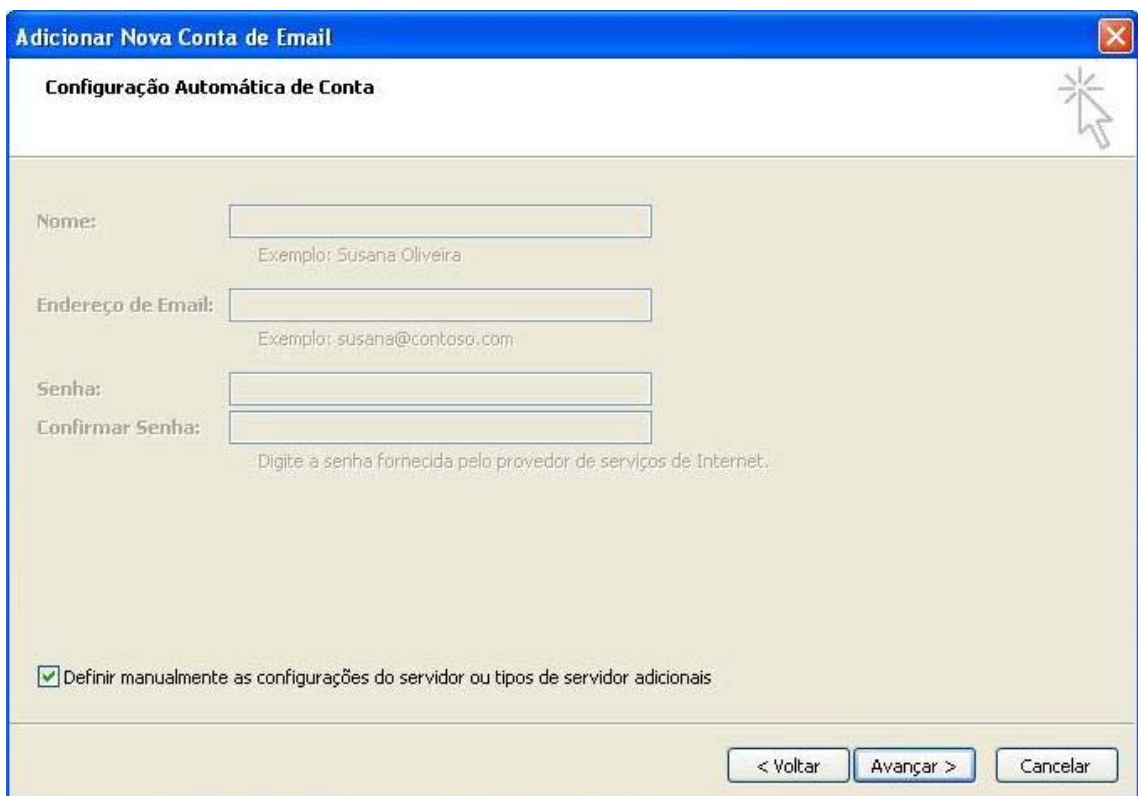 Adicionar Nova Conta de Email
Configuração Automática de Conta
Nome:
Exemplo: Susana Oliveira
Endereço de Email:
Exemplo: susana@contoso.com
Senha:
Confirmar Senha:
Digite a senha fornecida pelo provedor de serviços de Internet.
Definir manualmente as configurações do servidor ou tipos de servidor adicionais
< Voltar Avançar > Cancelar